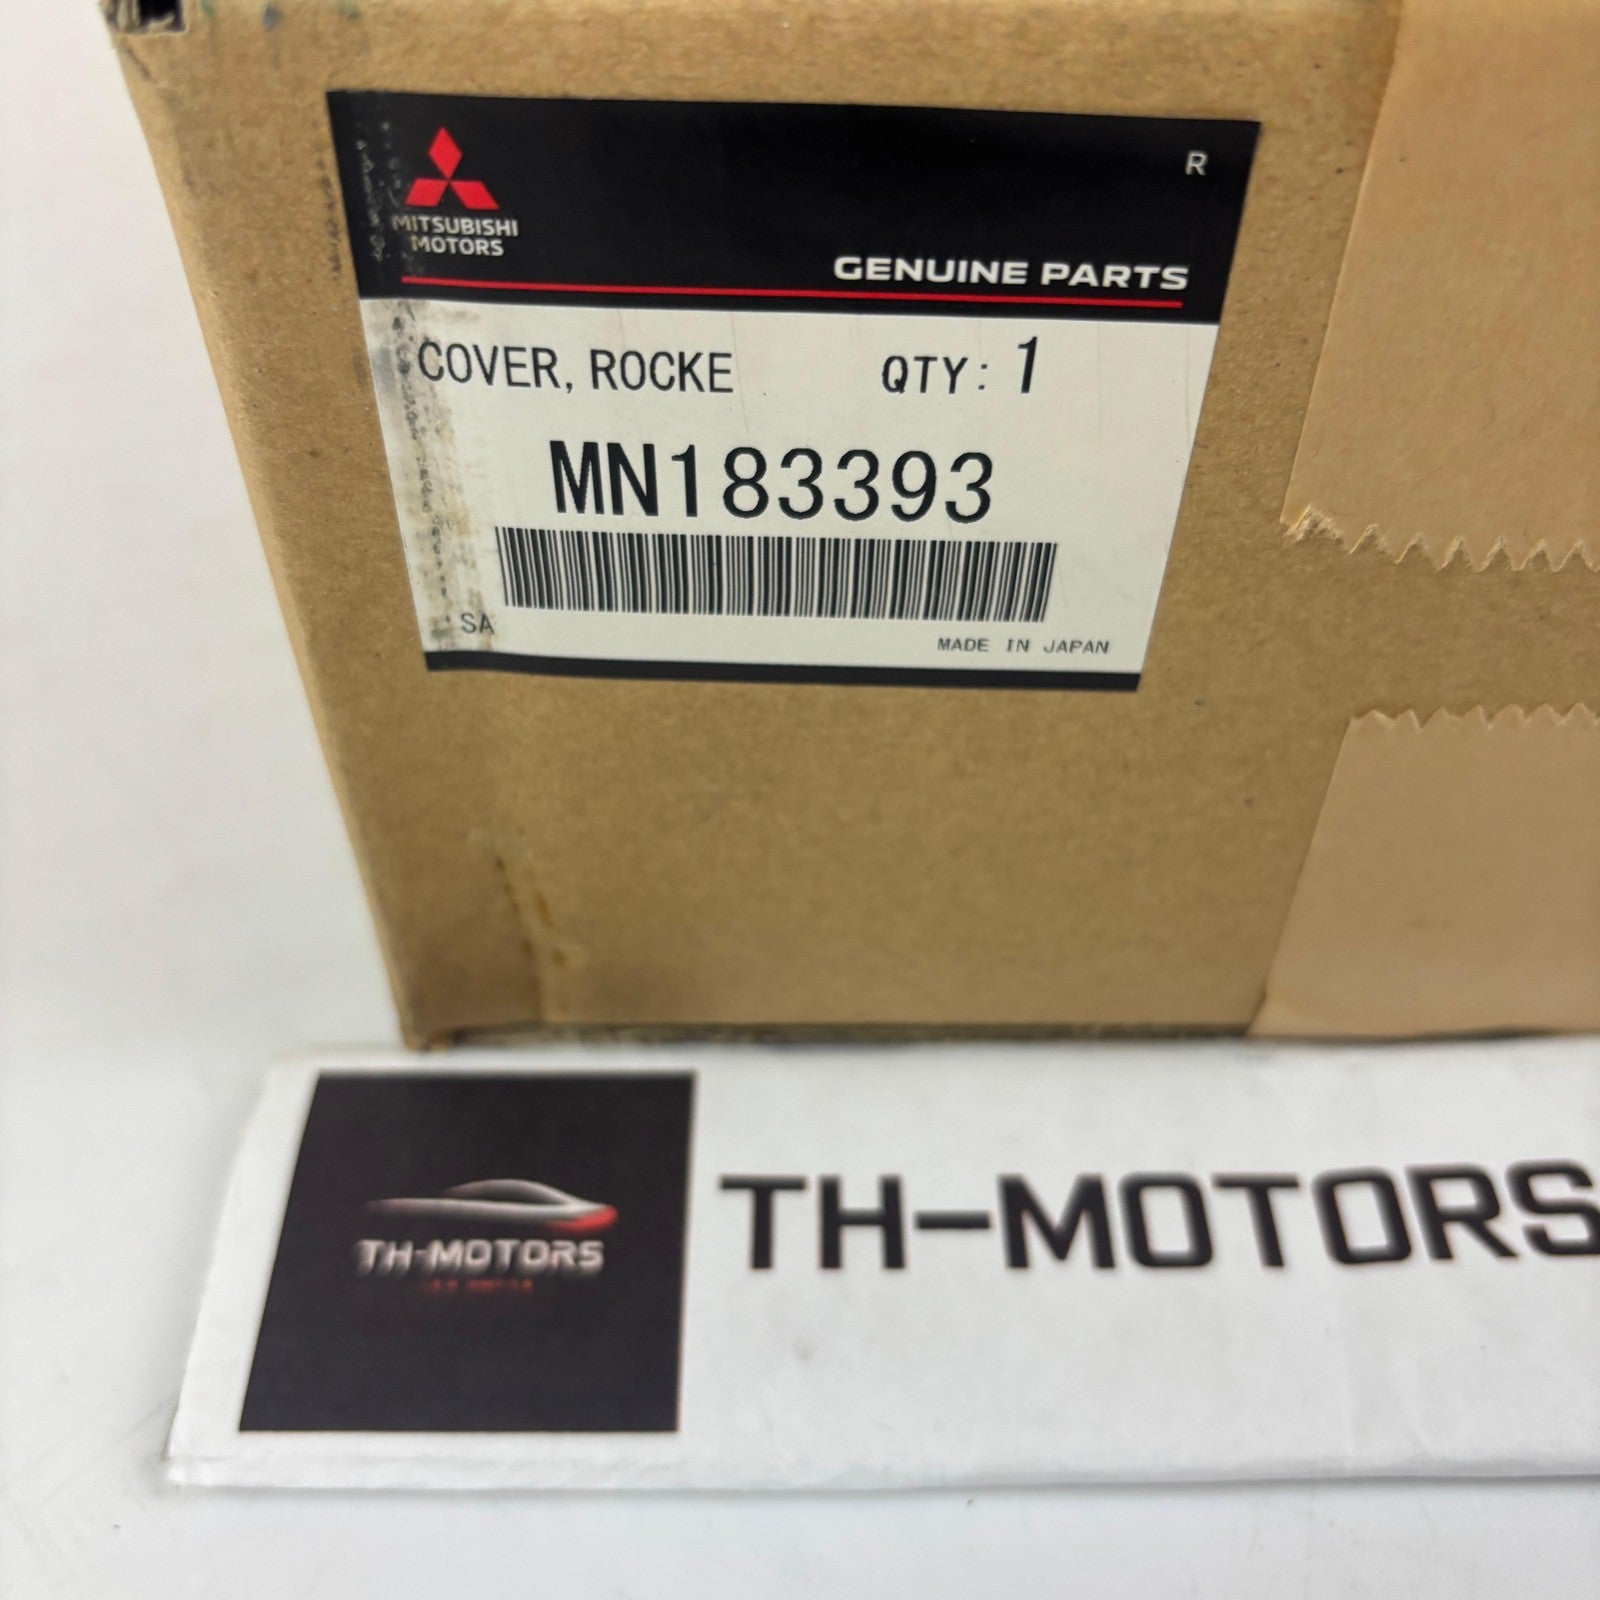 MITSUBISHI
MOTORS
R
GENUINE PARTS
COVER, ROCKE QTY: 1
MN183393
SA
MADE IN JAPAN
TH-MOTORS
TH-MOTORS